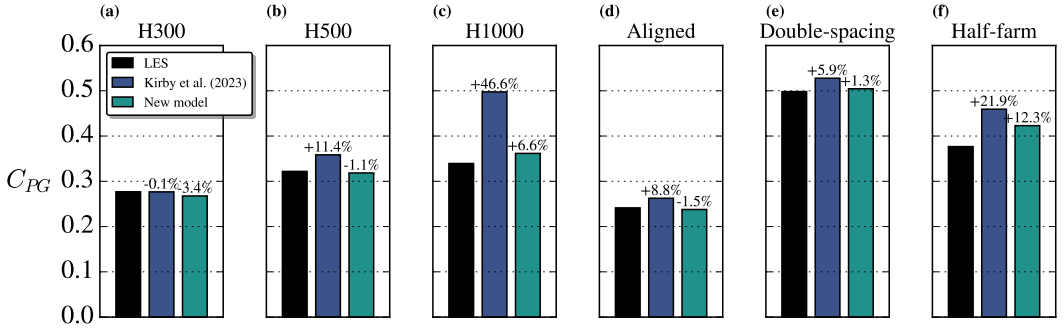 (a)
H300
(b)
H500
(c)
H1000
(d)
Aligned
(e)
Double-spacing
(f)
Half-farm
C_PG
0.6
0.5
0.4
0.3
0.2
0.1
0.0
LES
Kirby et al. (2023)
New model
-0.1%
-3.4%
+11.4%
-1.1%
+46.6%
+6.6%
+8.8%
-1.5%
+5.9%
+1.3%
+21.9%
+12.3%